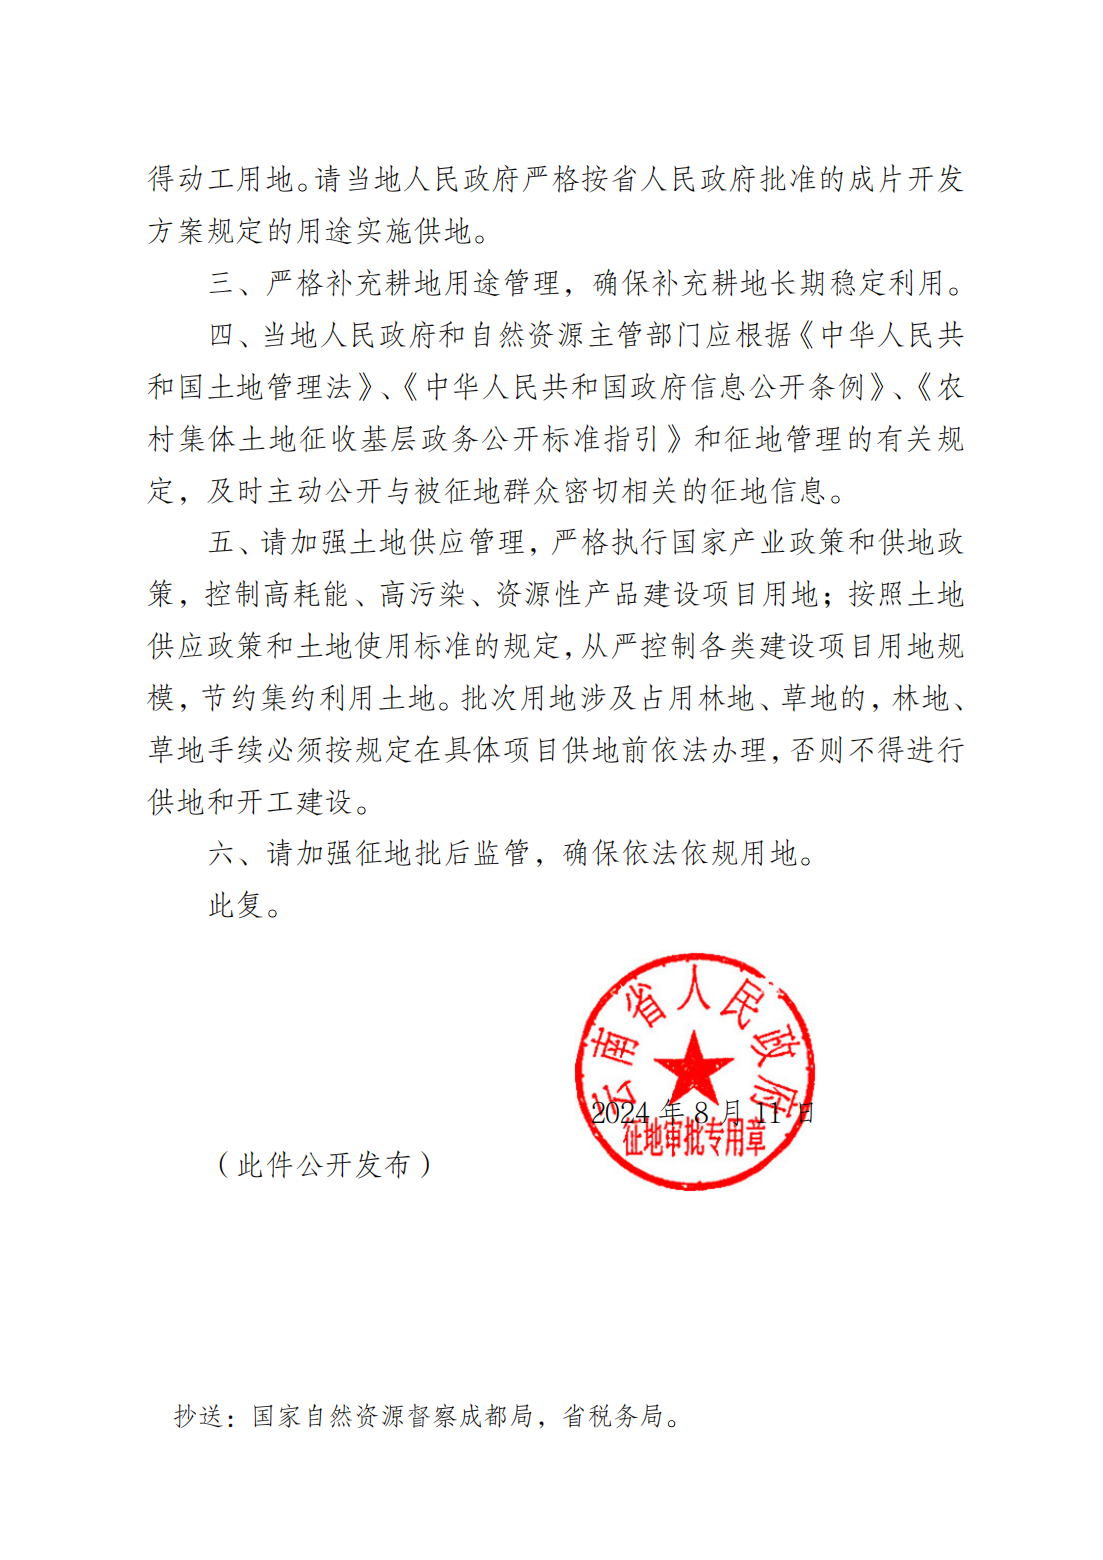 得动工用地。请当地人民政府严格按省人民政府批准的成片开发
方案规定的用途实施供地。
三、严格补充耕地用途管理，确保补充耕地长期稳定利用。
四、当地人民政府和自然资源主管部门应根据《中华人民共
和国土地管理法》、《中华人民共和国政府信息公开条例》、《农
村集体土地征收基层政务公开标准指引》和征地管理的有关规
定，及时主动公开与被征地群众密切相关的征地信息。
五、请加强土地供应管理，严格执行国家产业政策和供地政
策，控制高耗能、高污染、资源性产品建设项目用地；按照土地
供应政策和土地使用标准的规定，从严控制各类建设项目用地规
模，节约集约利用土地。批次用地涉及占用林地、草地的，林地、
草地手续必须按规定在具体项目供地前依法办理，否则不得进行
供地和开工建设。
六、请加强征地批后监管，确保依法依规用地。
此复。
云南省人民政府
2024 年 8 月 11 日
征地审批专用章
（此件公开发布）
抄送：国家自然资源督察成都局，省税务局。